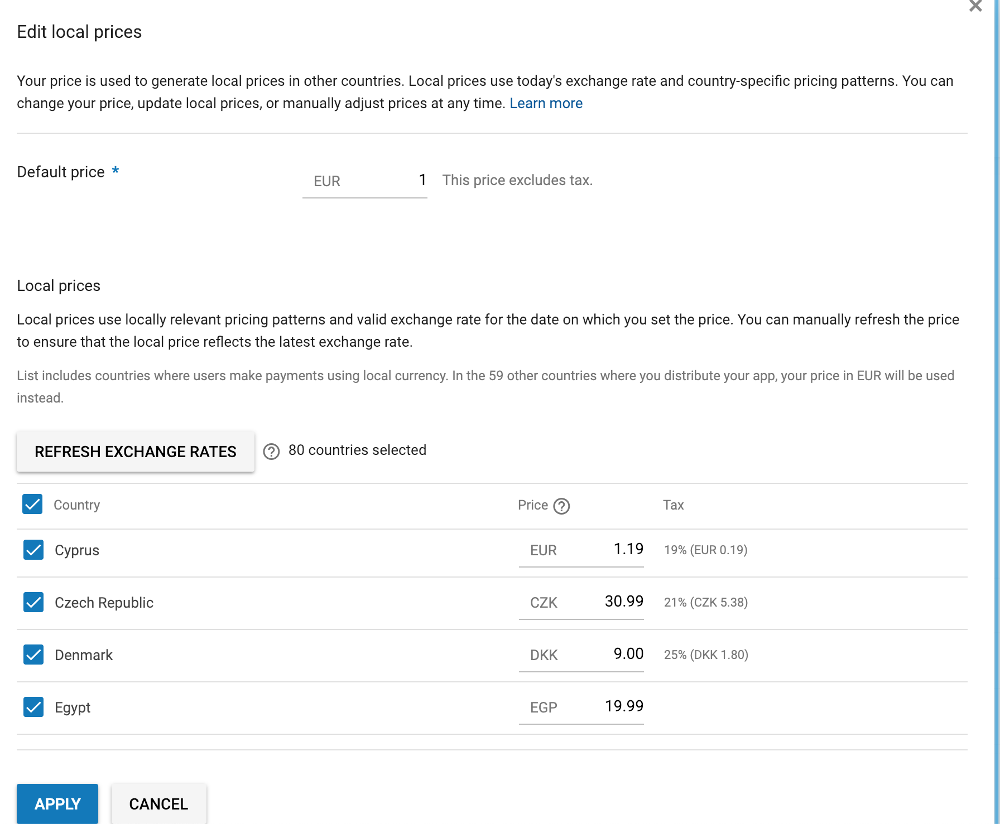 Edit local prices
Your price is used to generate local prices in other countries. Local prices use today's exchange rate and country-specific pricing patterns. You can
change your price, update local prices, or manually adjust prices at any time. Learn more
Default price *
EUR 1 This price excludes tax.
Local prices
Local prices use locally relevant pricing patterns and valid exchange rate for the date on which you set the price. You can manually refresh the price
to ensure that the local price reflects the latest exchange rate.
List includes countries where users make payments using local currency. In the 59 other countries where you distribute your app, your price in EUR will be used
instead.
REFRESH EXCHANGE RATES ? 80 countries selected
Country Price ? Tax
Cyprus EUR 1.19 19% (EUR 0.19)
Czech Republic CZK 30.99 21% (CZK 5.38)
Denmark DKK 9.00 25% (DKK 1.80)
Egypt EGP 19.99
APPLY CANCEL